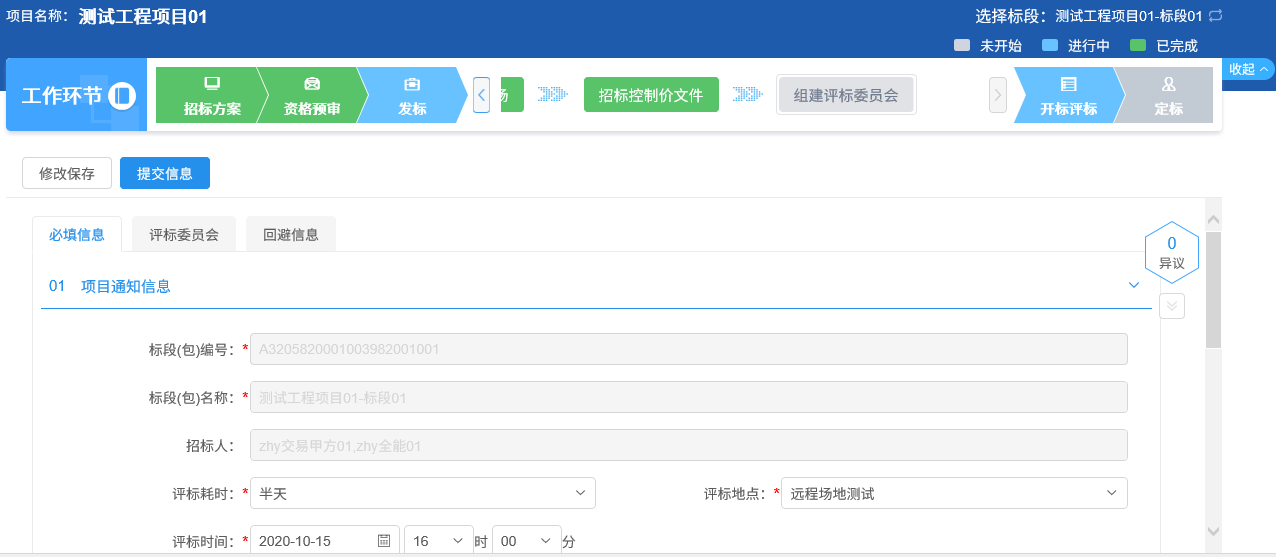 项目名称： 测试工程项目01
选择标段：测试工程项目01-标段01
未开始 进行中 已完成
收起
工作环节
招标方案 资格预审 发标
场 招标控制价文件 组建评标委员会
开标评标 定标
修改保存 提交信息
必填信息 评标委员会 回避信息
0
异议
01 项目通知信息
标段(包)编号：* A3205820001003982001001
标段(包)名称：* 测试工程项目01-标段01
招标人： zhy交易甲方01,zhy全能01
评标耗时：* 半天 评标地点：* 远程场地测试
评标时间：* 2020-10-15 16 时 00 分